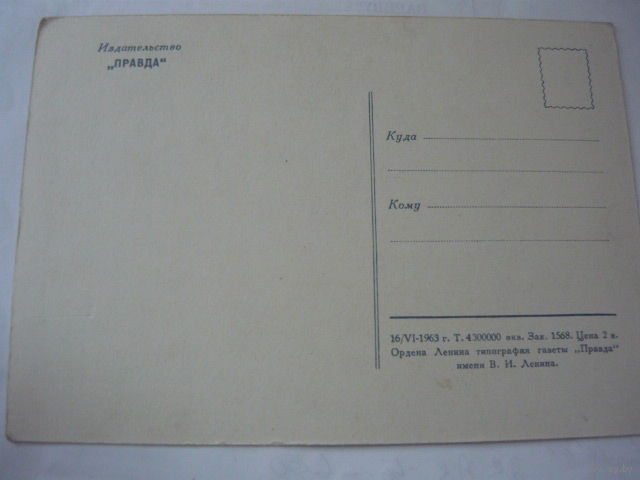 Издательство
„ПРАВДА“
Куда
Кому
16/VI-1963 г. Т. 4300000 экз. Зак. 1568. Цена 2 к.
Ордена Ленина типография газеты „Правда“
имени В. И. Ленина.